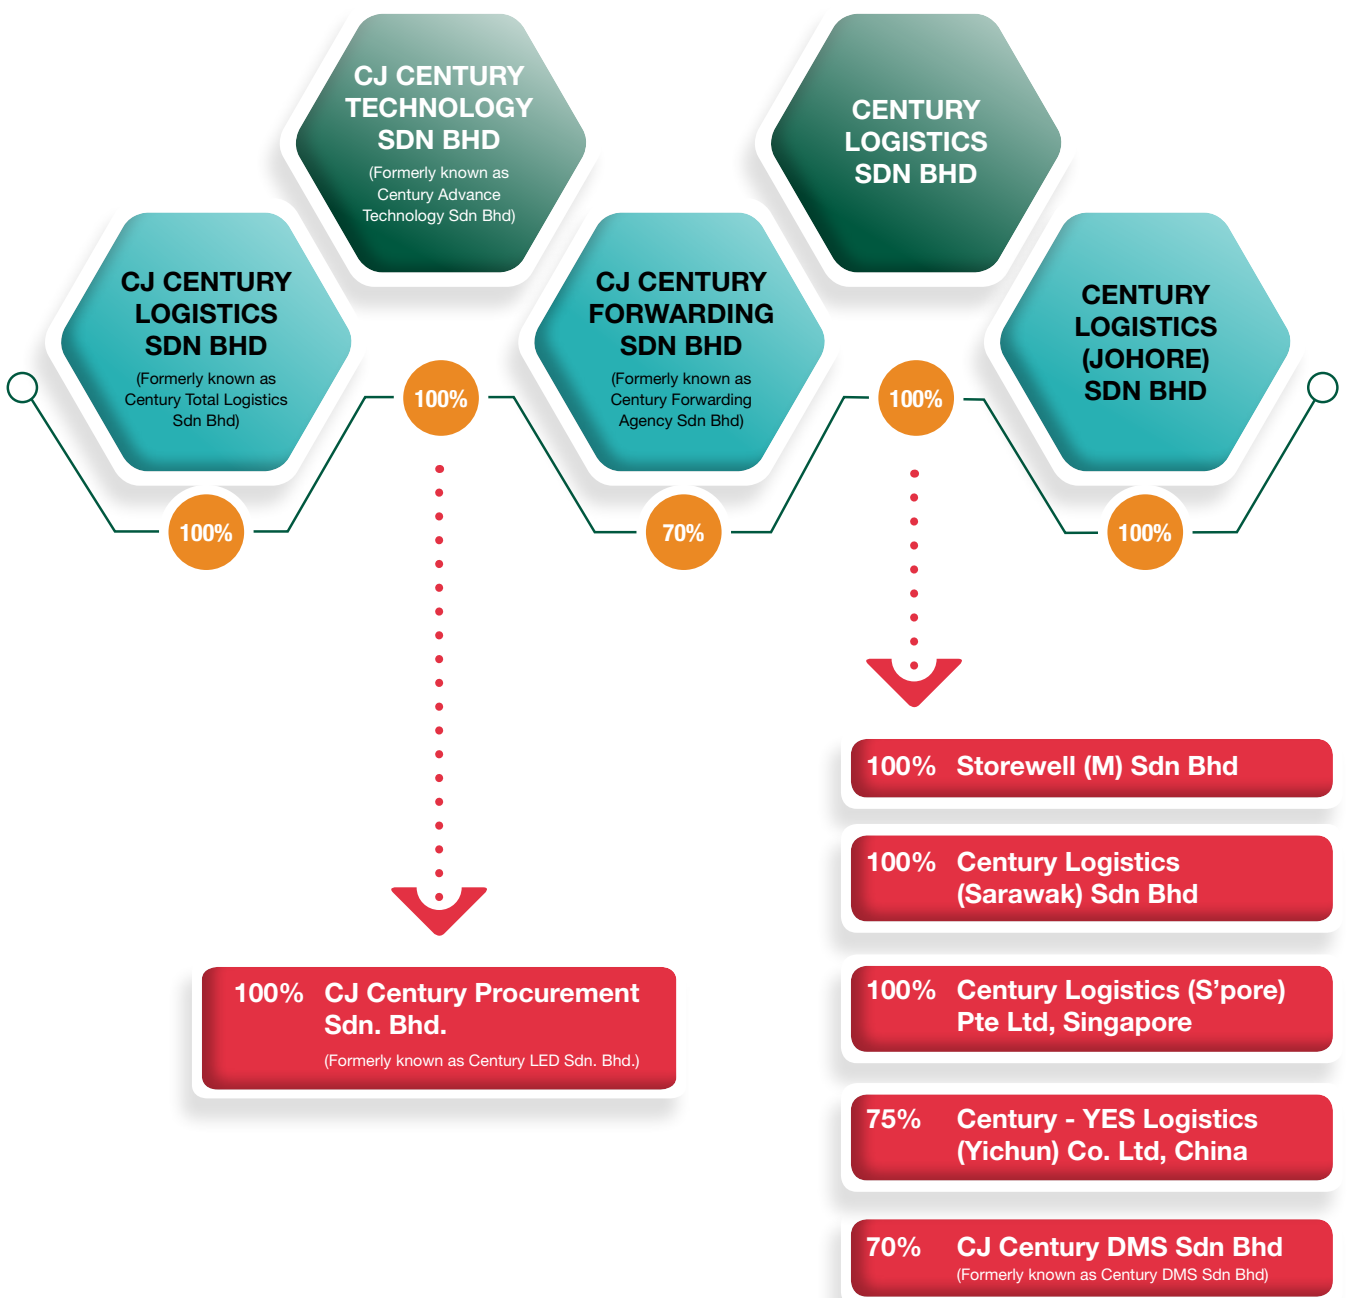 CJ CENTURY
TECHNOLOGY
SDN BHD
(Formerly known as
Century Advance
Technology Sdn Bhd)
100%
CENTURY
LOGISTICS
SDN BHD
100%
CJ CENTURY
LOGISTICS
SDN BHD
(Formerly known as
Century Total Logistics
Sdn Bhd)
100%
CJ CENTURY
FORWARDING
SDN BHD
(Formerly known as
Century Forwarding
Agency Sdn Bhd)
70%
CENTURY
LOGISTICS
(JOHORE)
SDN BHD
100%
100% CJ Century Procurement
Sdn. Bhd.
(Formerly known as Century LED Sdn. Bhd.)
100% Storewell (M) Sdn Bhd
100% Century Logistics
(Sarawak) Sdn Bhd
100% Century Logistics (S’pore)
Pte Ltd, Singapore
75% Century - YES Logistics
(Yichun) Co. Ltd, China
70% CJ Century DMS Sdn Bhd
(Formerly known as Century DMS Sdn Bhd)